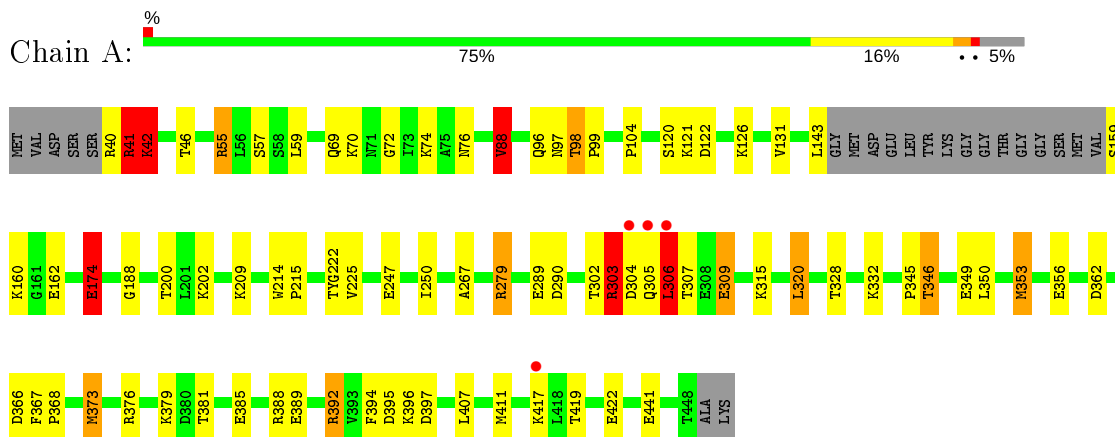 %
Chain A:
75% 16% • • 5%
MET VAL ASP SER SER R40 R41 K42 T46 R55 L56 S57 S58 L59 Q69 K70 N71 G72 I73 K74 A75 N76 V88 Q96 N97 T98 P99 P104 S120 K121 D122 K126 V131 L143 GLY MET ASP GLU LEU TYR LYS GLY GLY THR GLY GLY SER MET VAL S159
K160 G161 E162 E174 G188 T200 L201 K202 K209 W214 P215 TYG222 V225 E247 I250 A267 R279 E289 D290 T302 R303 D304 Q305 L306 T307 E308 E309 K315 L320 T328 K332 P345 T346 E349 L350 M353 E356 D362
D366 F367 P368 M373 R376 K379 D380 T381 E385 R388 E389 R392 V393 F394 D395 K396 D397 L407 M411 K417 L418 T419 E422 E441 T448 ALA LYS